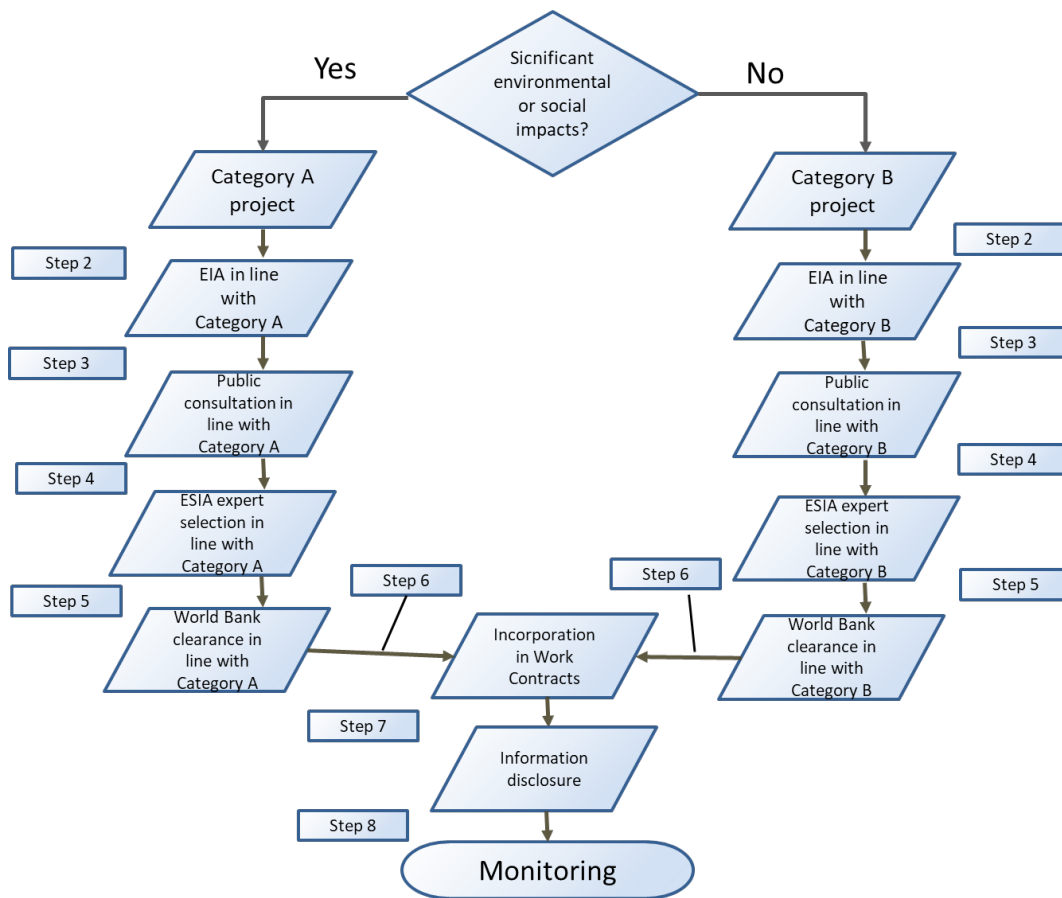 Yes
Sicnificant
environmental
or social
impacts?
No
Category A
project
Category B
project
Step 2
Step 2
EIA in line
with
Category A
EIA in line
with
Category B
Step 3
Step 3
Public
consultation in
line with
Category A
Public
consultation in
line with
Category B
Step 4
Step 4
ESIA expert
selection in
line with
Category A
ESIA expert
selection in
line with
Category B
Step 5
Step 6
Step 6
Step 5
World Bank
clearance in
line with
Category A
Incorporation
in Work
Contracts
World Bank
clearance in
line with
Category B
Step 7
Information
disclosure
Step 8
Monitoring